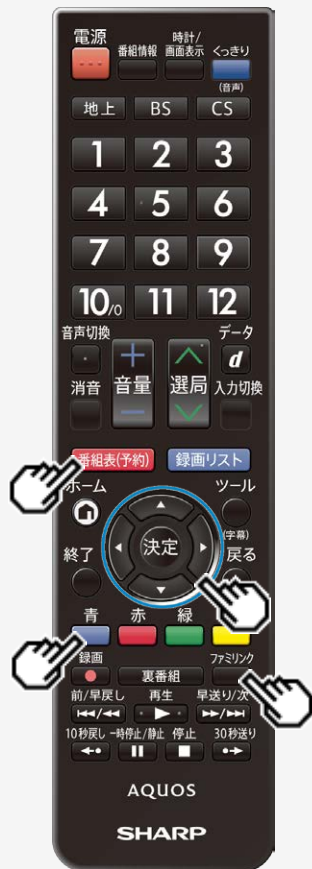 電源
番組情報
時計/
画面表示
くっきり
(音声)
地上 BS CS
1 2 3
4 5 6
7 8 9
10/0 11 12
音声切換
データ
+
d
消音 音量 選局 入力切換
−
番組表(予約) 録画リスト
ホーム ツール
(字幕)
終了 決定 戻る
青 赤 緑
録画 ファミリンク
裏番組
前/早戻し 再生 早送り/次
10秒戻し 一時停止/静止 停止 30秒送り
AQUOS
SHARP